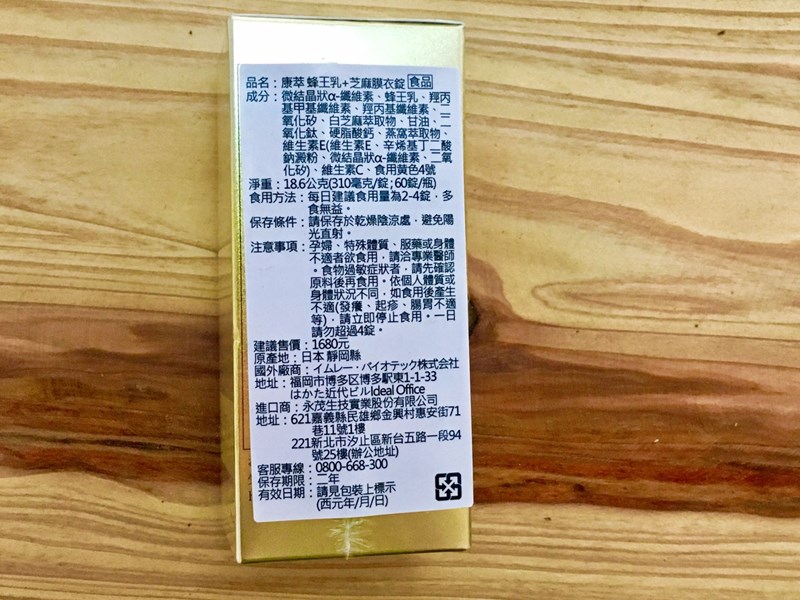 品名：康萃 蜂王乳+芝麻膜衣錠 食品
成分：微結晶狀α-纖維素、蜂王乳、羥丙
基甲基纖維素、羥丙基纖維素、二
氧化矽、白芝麻萃取物、甘油、二
氧化鈦、硬脂酸鈣、燕窩萃取物、
維生素E(維生素E、辛烯基丁二酸
鈉澱粉、微結晶狀α-纖維素、二氧
化矽)、維生素C、食用黃色4號
淨重：18.6公克(310毫克/錠;60錠/瓶)
食用方法：每日建議食用量為2-4錠，多
食無益。
保存條件：請保存於乾燥陰涼處，避免陽
光直射。
注意事項：孕婦、特殊體質、服藥或身體
不適者欲食用，請洽專業醫師
。食物過敏症狀者，請先確認
原料後再食用。依個人體質或
身體狀況不同，如食用後產生
不適(發癢、起疹、腸胃不適
等)，請立即停止食用。一日
請勿超過4錠。
建議售價：1680元
原產地：日本 靜岡縣
國外廠商：イムレー・バイオテック株式会社
地址：福岡市博多区博多駅東1-1-33
はかた近代ビルIdeal Office
進口商：永茂生技實業股份有限公司
地址：621嘉義縣民雄鄉金興村惠安街71
巷11號1樓
221新北市汐止區新台五路一段94
號25樓(辦公地址)
客服專線：0800-668-300
保存期限：二年
有效日期：請見包裝上標示
(西元年/月/日)